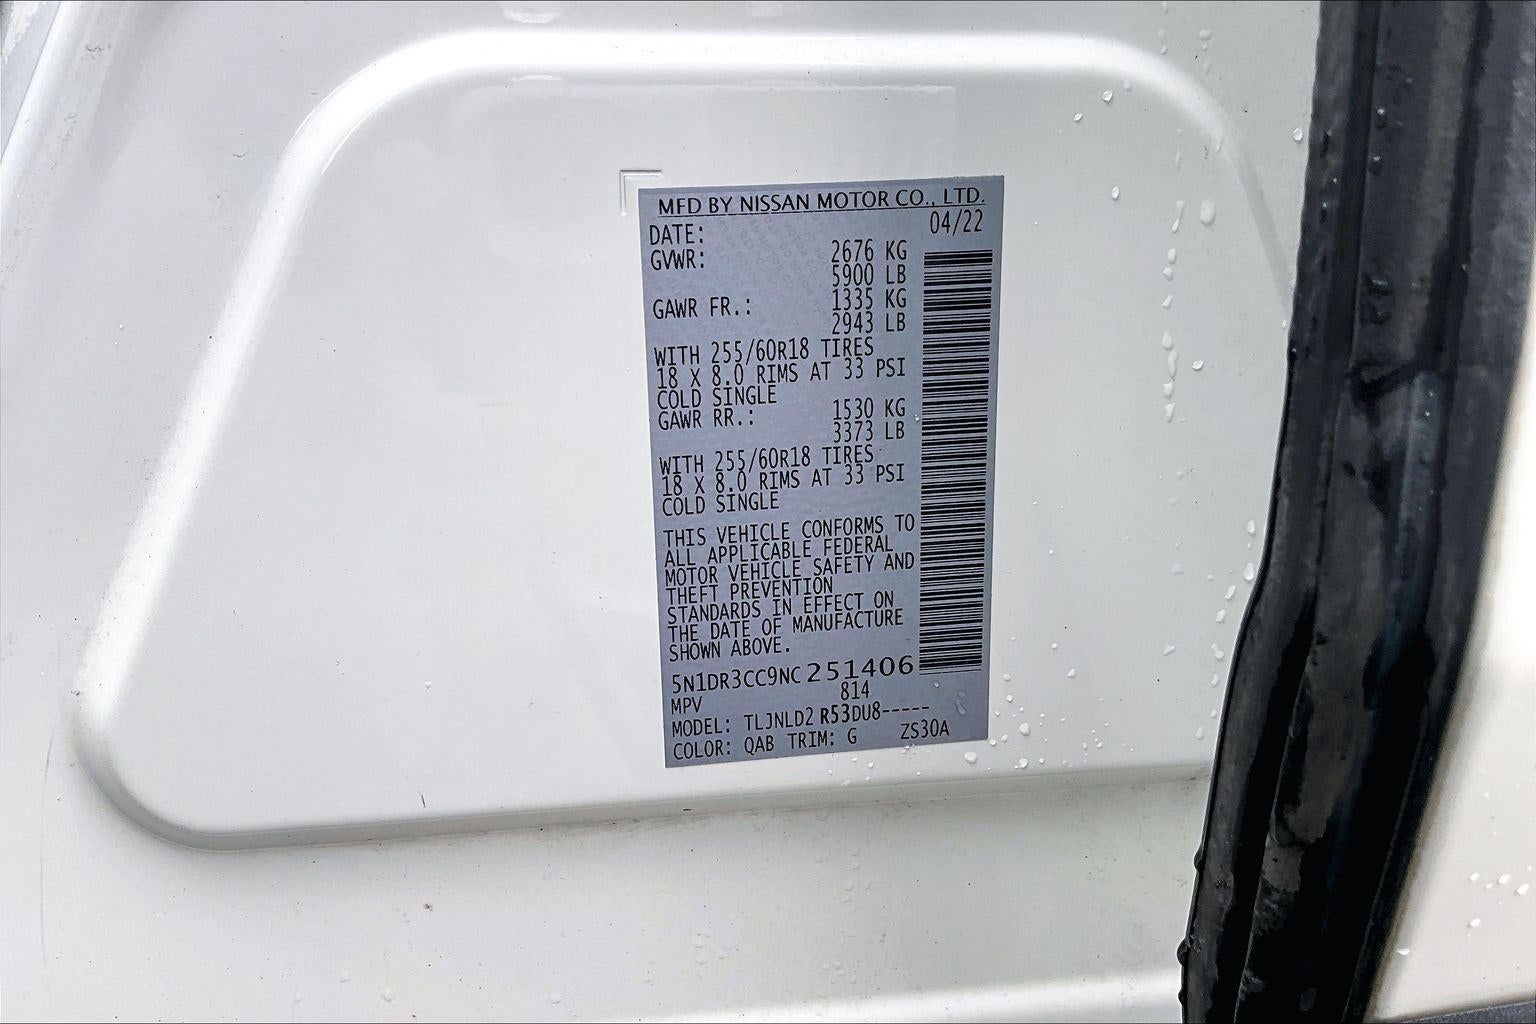 MFD BY NISSAN MOTOR CO., LTD.
DATE: 04/22
GVWR: 2676 KG
5900 LB
GAWR FR.: 1335 KG
2943 LB
WITH 255/60R18 TIRES
18 X 8.0 RIMS AT 33 PSI
COLD SINGLE
GAWR RR.: 1530 KG
3373 LB
WITH 255/60R18 TIRES
18 X 8.0 RIMS AT 33 PSI
COLD SINGLE
THIS VEHICLE CONFORMS TO
ALL APPLICABLE FEDERAL
MOTOR VEHICLE SAFETY AND
THEFT PREVENTION
STANDARDS IN EFFECT ON
THE DATE OF MANUFACTURE
SHOWN ABOVE.
5N1DR3CC9NC251406
MPV 814
MODEL: TLJNLD2 R53DU8-----
COLOR: QAB TRIM: G ZS30A